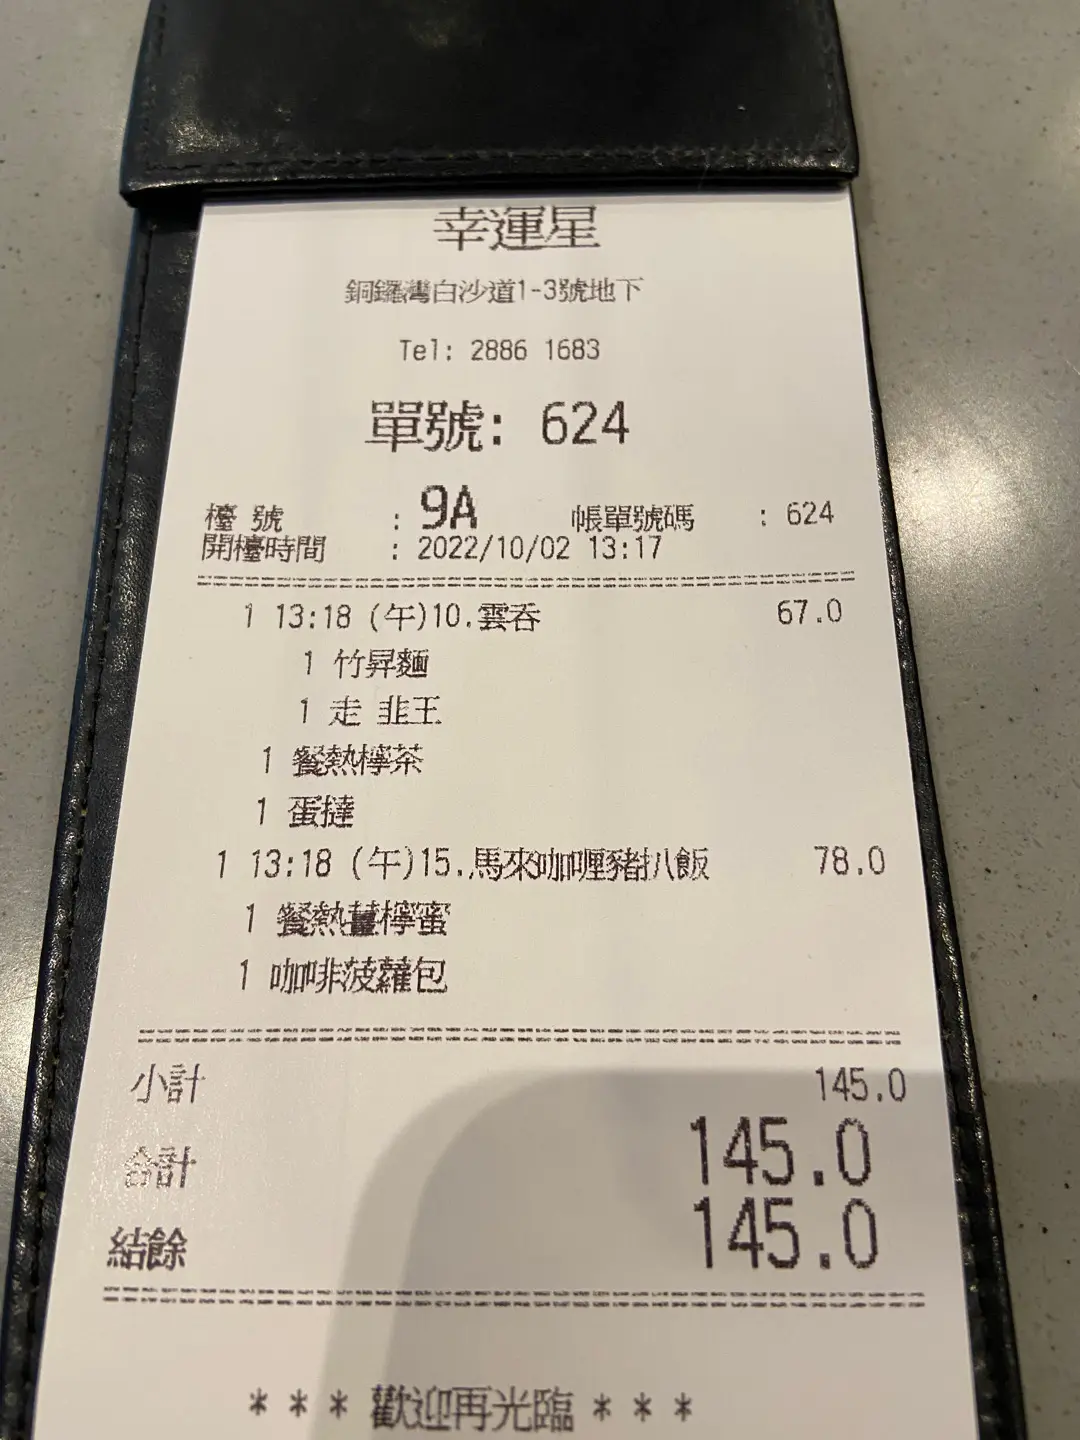 幸運星
銅鑼灣白沙道1-3號地下
Tel: 2886 1683
單號: 624
檯 號 : 9A 帳單號碼 : 624
開檯時間 : 2022/10/02 13:17
1 13:18 (午)10.雲吞 67.0
1 竹昇麵
1 走 韭王
1 餐熱檸茶
1 蛋撻
1 13:18 (午)15.馬來咖喱豬扒飯 78.0
1 餐熱薑檸蜜
1 咖啡菠蘿包
小計 145.0
合計 145.0
結餘 145.0
* * * 歡迎再光臨 * * *